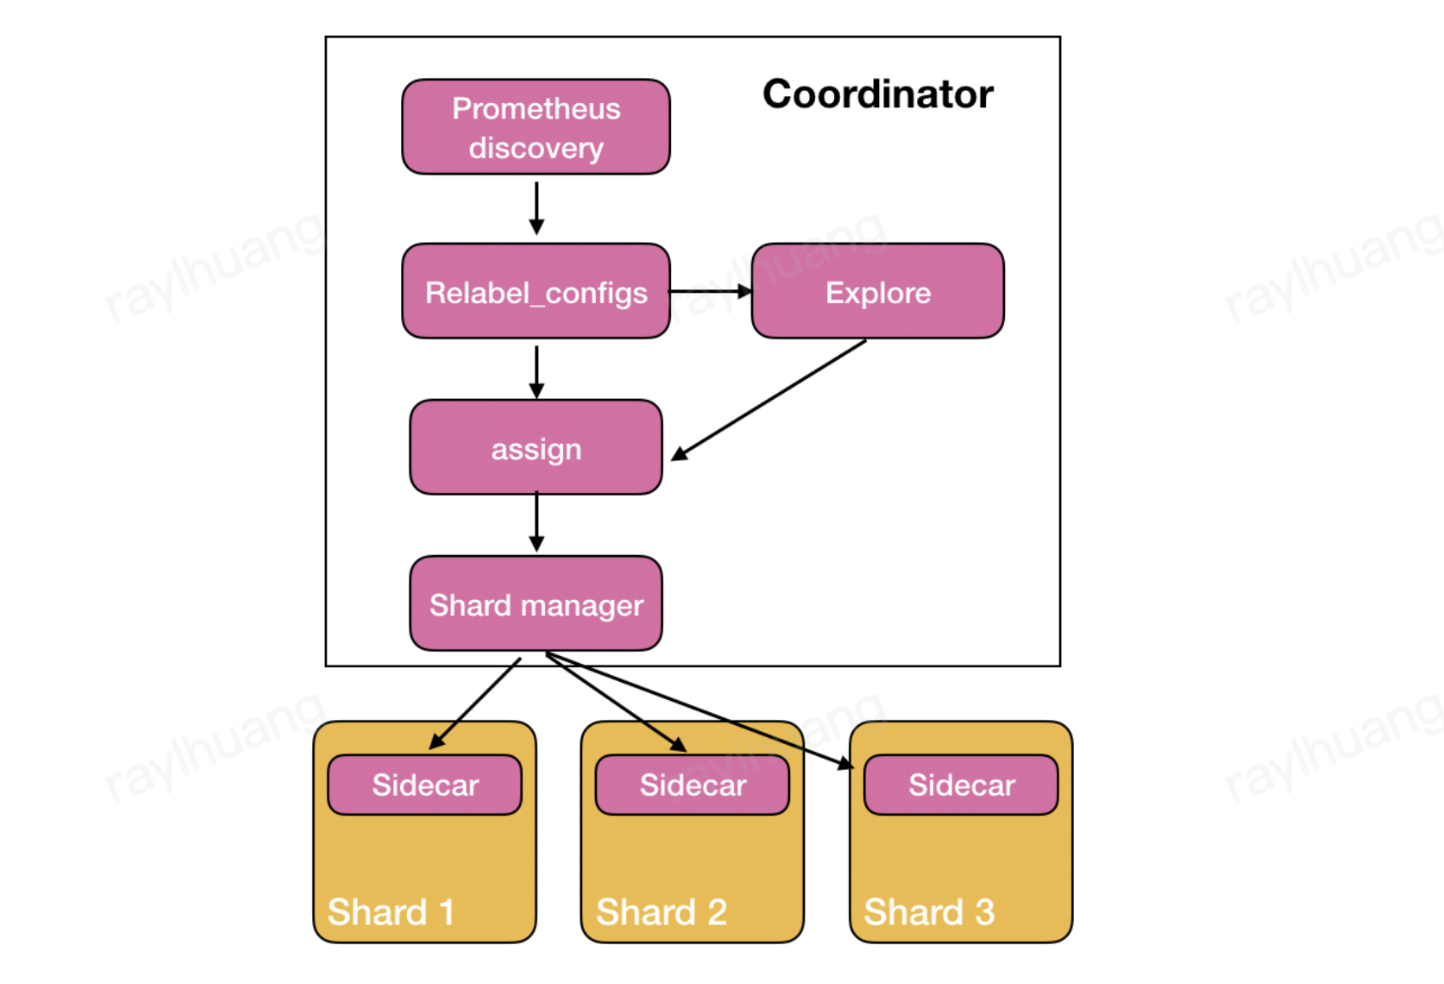 Coordinator
Prometheus
discovery
Relabel_configs
Explore
assign
Shard manager
Sidecar
Sidecar
Sidecar
Shard 1
Shard 2
Shard 3
raylhuang
raylhuang
raylhuang
raylhuang
raylhuang
raylhuang